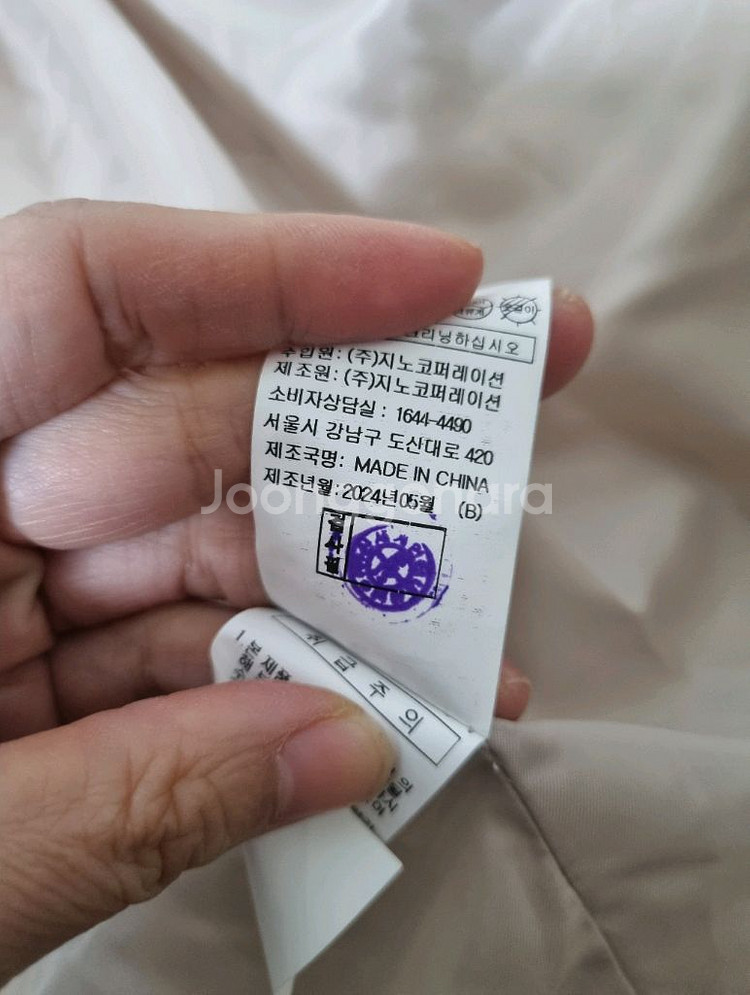 리닝하십시오
수입원: (주)지노코퍼레이션
제조원: (주)지노코퍼레이션
소비자상담실 : 1644-4490
서울시 강남구 도산대로 420
제조국명: MADE IN CHINA
제조년월: 2024년 05월 (B)
Joonggonara
검사필
취급주의